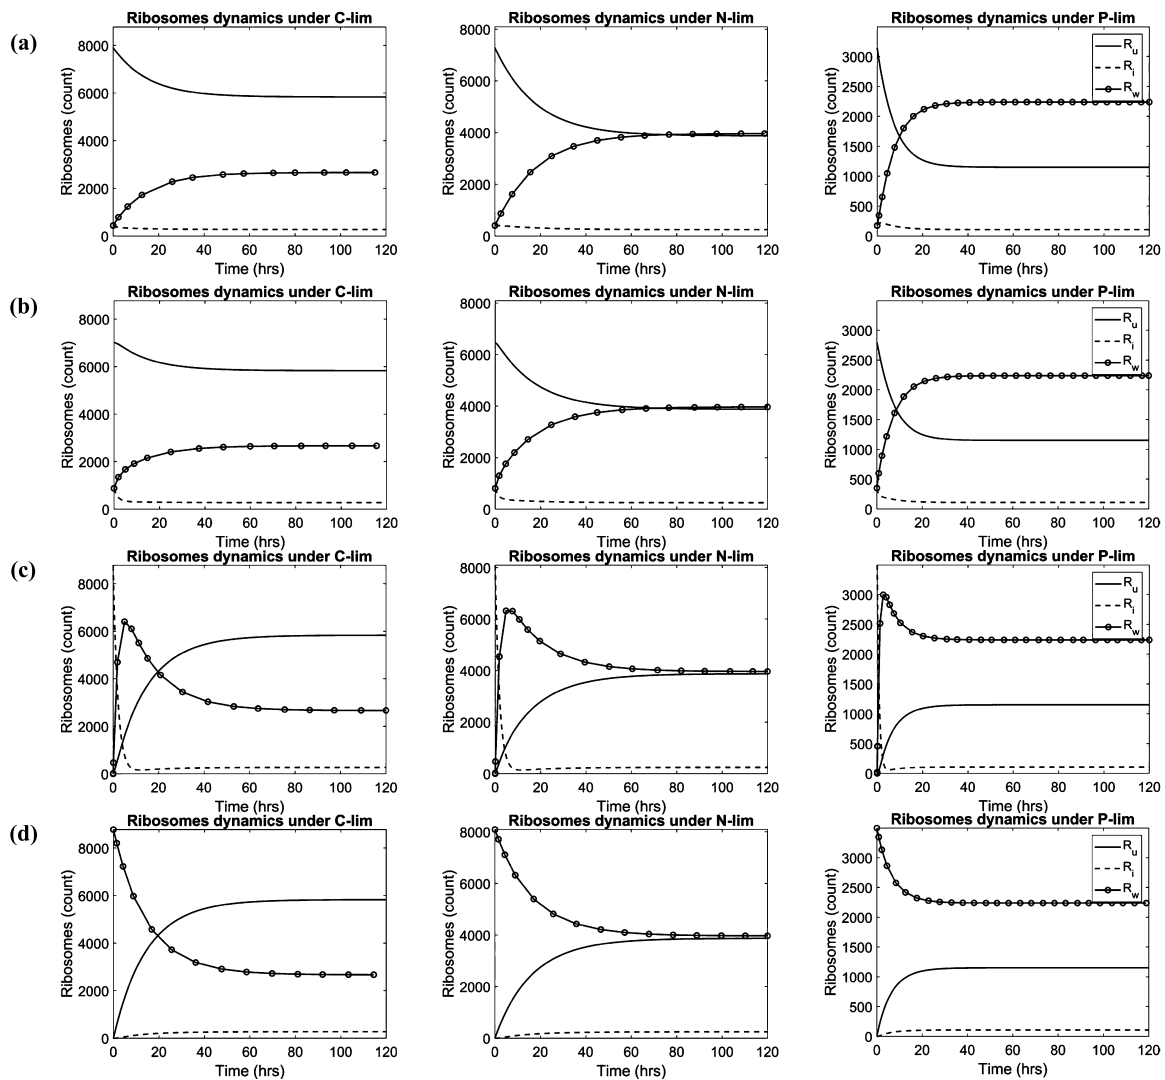 (a)
Ribosomes dynamics under C-lim
Ribosomes (count)
8000
6000
4000
2000
0
0 20 40 60 80 100 120
Time (hrs)
Ribosomes dynamics under N-lim
Ribosomes (count)
8000
6000
4000
2000
0
0 20 40 60 80 100 120
Time (hrs)
Ribosomes dynamics under P-lim
Ribosomes (count)
3000
2500
2000
1500
1000
500
0
0 20 40 60 80 100 120
Time (hrs)
Ru
Ri
Rw
(b)
Ribosomes dynamics under C-lim
Ribosomes (count)
8000
6000
4000
2000
0
0 20 40 60 80 100 120
Time (hrs)
Ribosomes dynamics under N-lim
Ribosomes (count)
8000
6000
4000
2000
0
0 20 40 60 80 100 120
Time (hrs)
Ribosomes dynamics under P-lim
Ribosomes (count)
3000
2500
2000
1500
1000
500
0
0 20 40 60 80 100 120
Time (hrs)
Ru
Ri
Rw
(c)
Ribosomes dynamics under C-lim
Ribosomes (count)
8000
6000
4000
2000
0
0 20 40 60 80 100 120
Time (hrs)
Ribosomes dynamics under N-lim
Ribosomes (count)
8000
6000
4000
2000
0
0 20 40 60 80 100 120
Time (hrs)
Ribosomes dynamics under P-lim
Ribosomes (count)
3000
2500
2000
1500
1000
500
0
0 20 40 60 80 100 120
Time (hrs)
Ru
Ri
Rw
(d)
Ribosomes dynamics under C-lim
Ribosomes (count)
8000
6000
4000
2000
0
0 20 40 60 80 100 120
Time (hrs)
Ribosomes dynamics under N-lim
Ribosomes (count)
8000
6000
4000
2000
0
0 20 40 60 80 100 120
Time (hrs)
Ribosomes dynamics under P-lim
Ribosomes (count)
3000
2500
2000
1500
1000
500
0
0 20 40 60 80 100 120
Time (hrs)
Ru
Ri
Rw